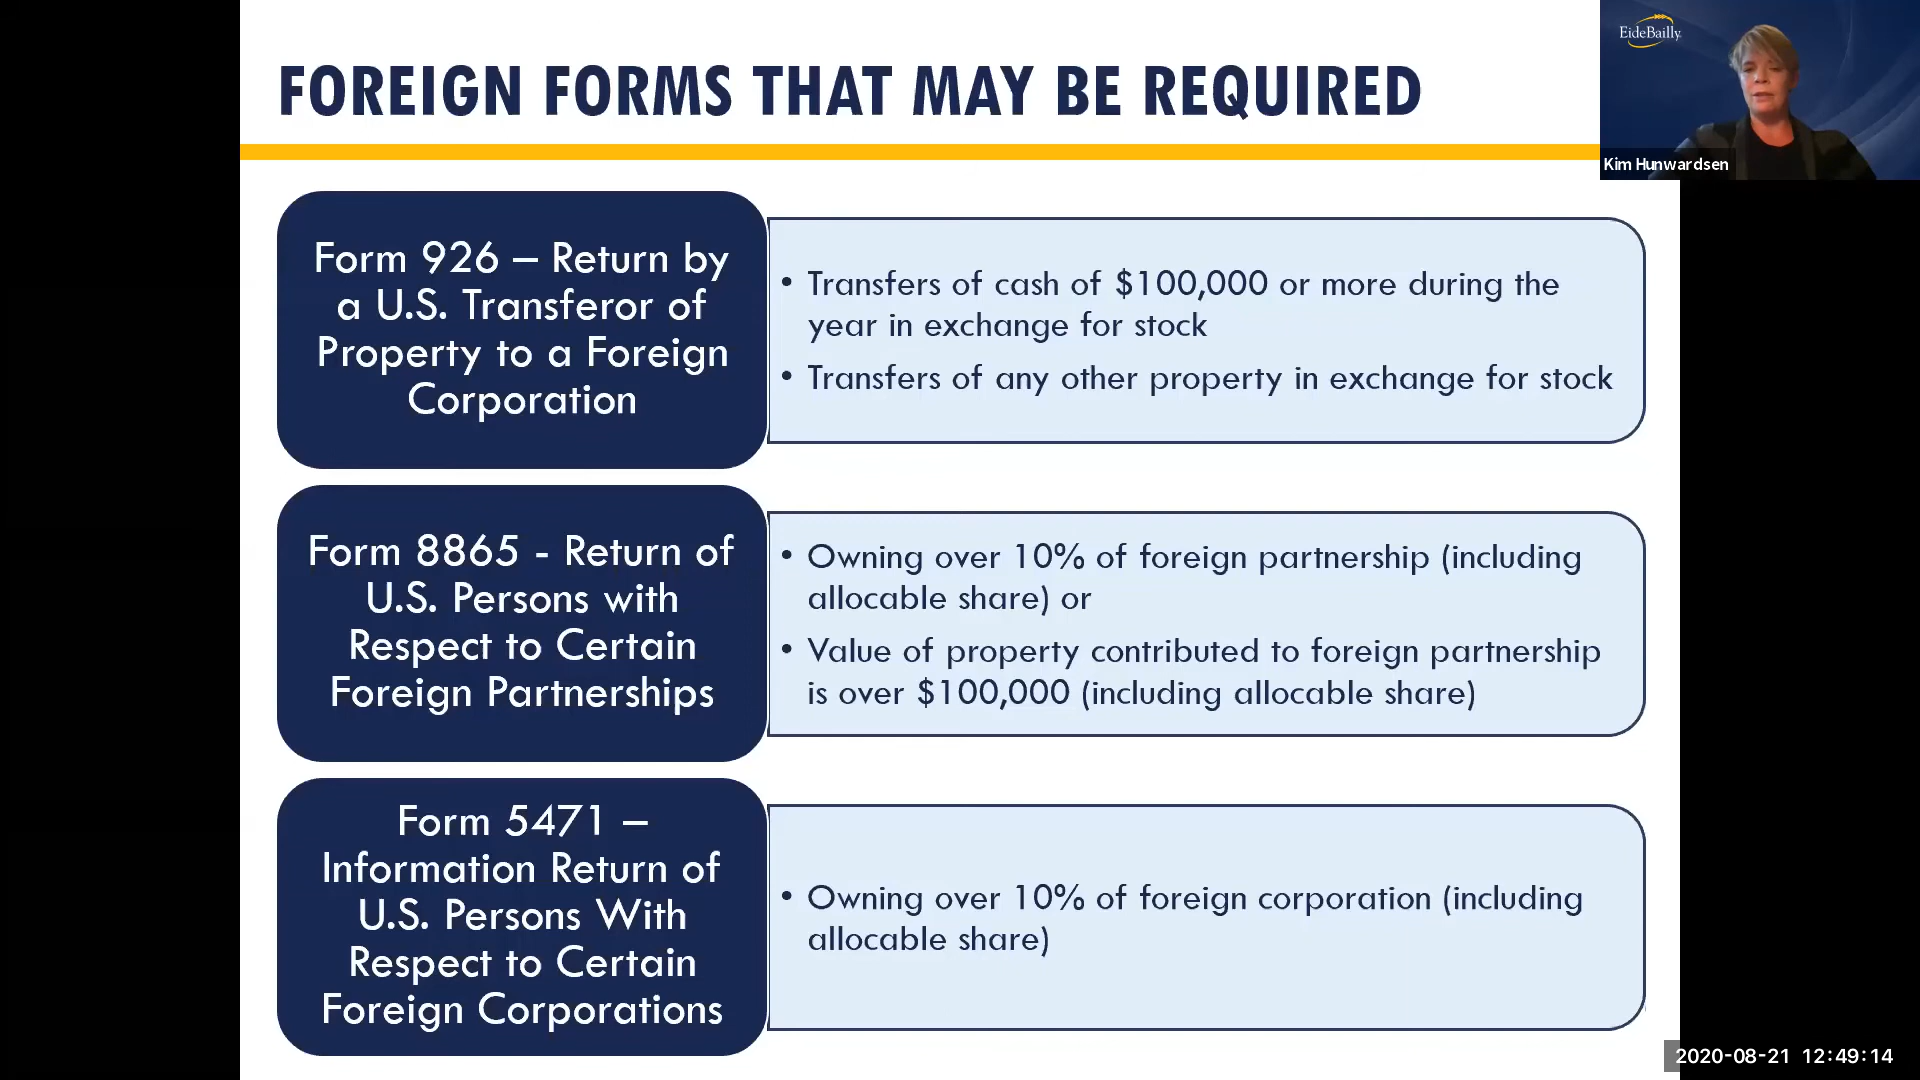 FOREIGN FORMS THAT MAY BE REQUIRED
EideBailly
Kim Hunwardsen
Form 926 – Return by
a U.S. Transferor of
Property to a Foreign
Corporation
• Transfers of cash of $100,000 or more during the
year in exchange for stock
• Transfers of any other property in exchange for stock
Form 8865 - Return of
U.S. Persons with
Respect to Certain
Foreign Partnerships
• Owning over 10% of foreign partnership (including
allocable share) or
• Value of property contributed to foreign partnership
is over $100,000 (including allocable share)
Form 5471 –
Information Return of
U.S. Persons With
Respect to Certain
Foreign Corporations
• Owning over 10% of foreign corporation (including
allocable share)
2020-08-21 12:49:14